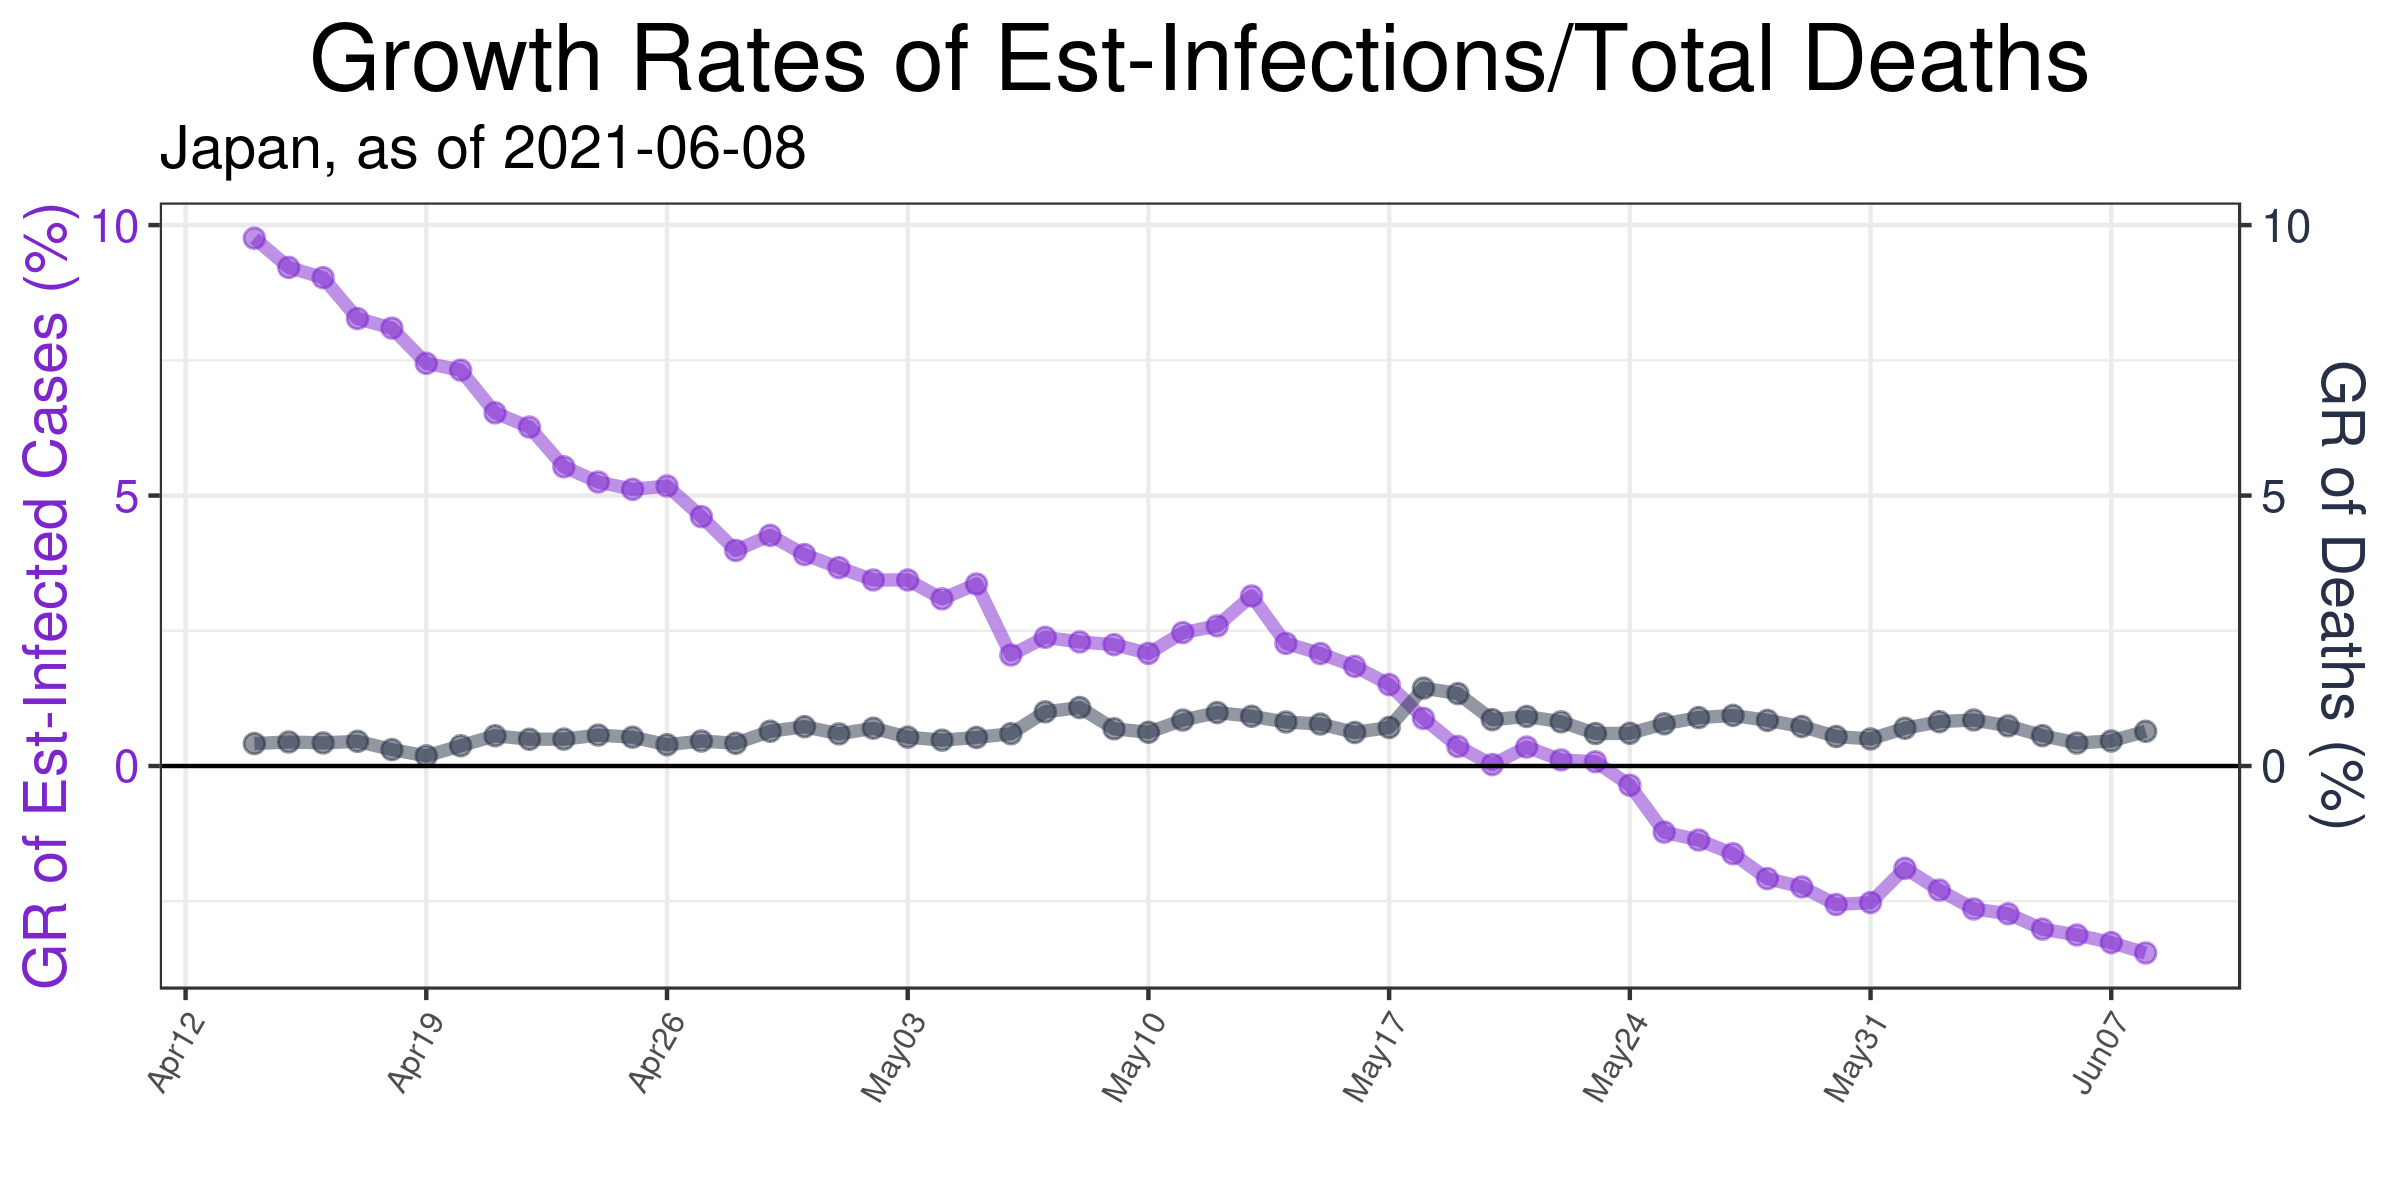 Growth Rates of Est-Infections/Total Deaths
Japan, as of 2021-06-08
GR of Est-Infected Cases (%)
10
5
0
10
5
0
GR of Deaths (%)
Apr12
Apr19
Apr26
May03
May10
May17
May24
May31
Jun07